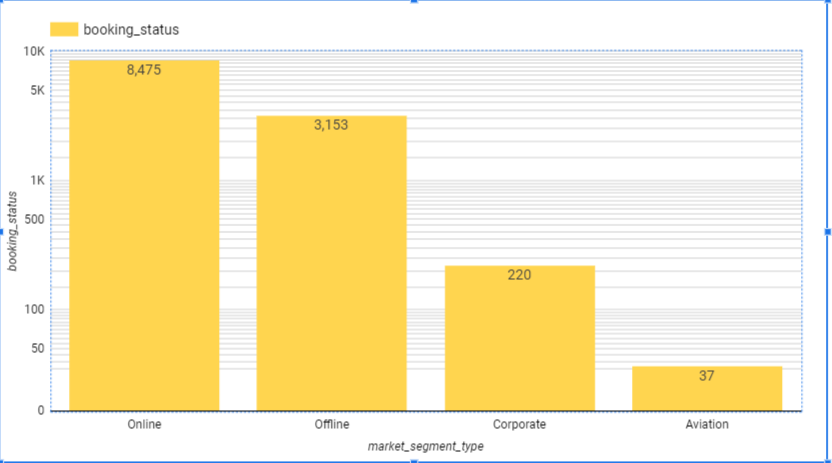 booking_status
10K
5K
1K
500
100
50
0
booking_status
8,475
3,153
220
37
Online Offline Corporate Aviation
market_segment_type